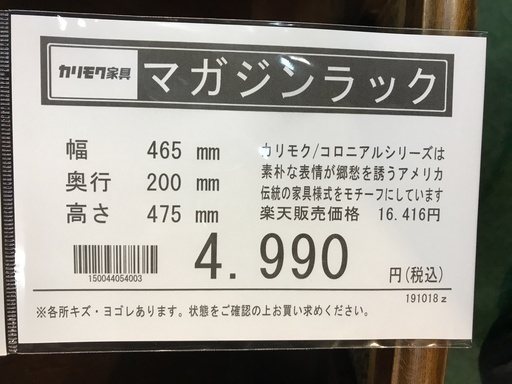 カリモク家具 マガジンラック
幅 465 mm
奥行 200 mm
高さ 475 mm
カリモク/コロニアルシリーズは
素朴な表情が郷愁を誘うアメリカ
伝統の家具様式をモチーフにしています
楽天販売価格 16.416円
150044054003
4.990 円(税込)
191018 z
※各所キズ・ヨゴレあります。状態をご確認の上お買い求めください。